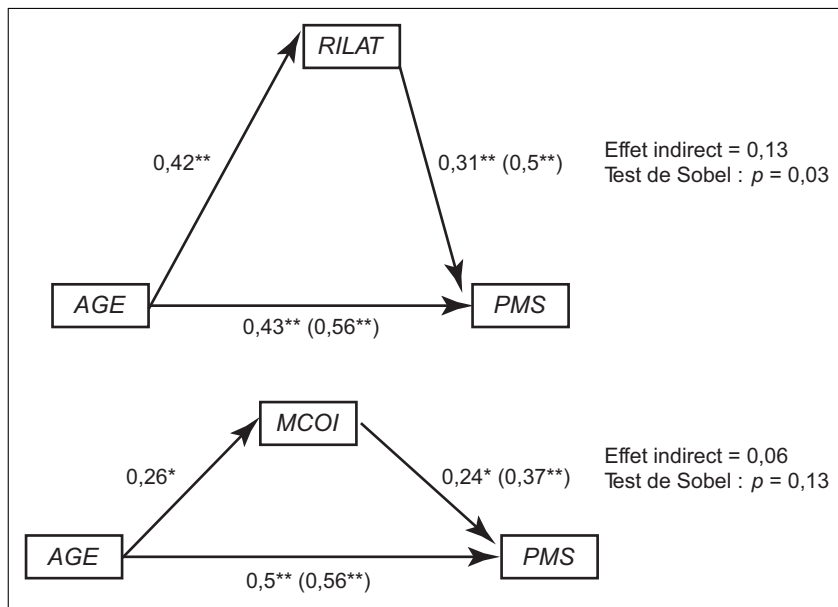 RILAT
0,42**
0,31** (0,5**)
Effet indirect = 0,13
Test de Sobel : p = 0,03
AGE
PMS
0,43** (0,56**)
MCOI
0,26*
0,24* (0,37**)
Effet indirect = 0,06
Test de Sobel : p = 0,13
AGE
PMS
0,5** (0,56**)